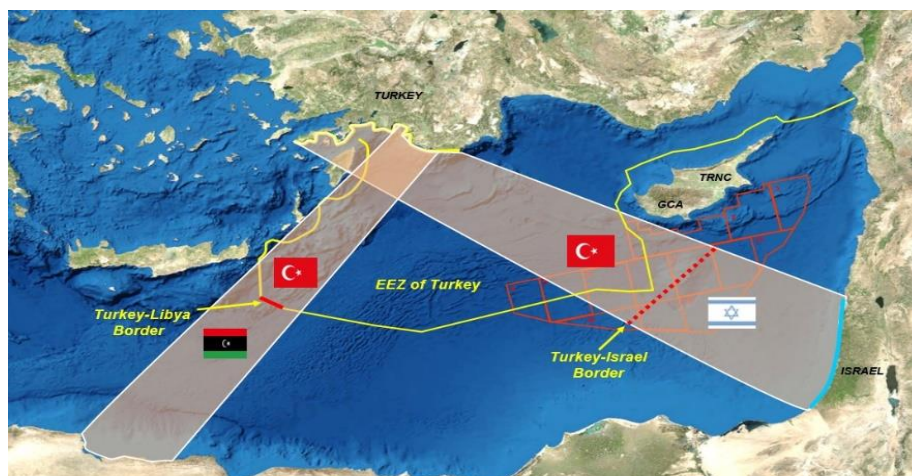 TURKEY
TRNC
GCA
EEZ of Turkey
Turkey-Libya
Border
Turkey-Israel
Border
ISRAEL